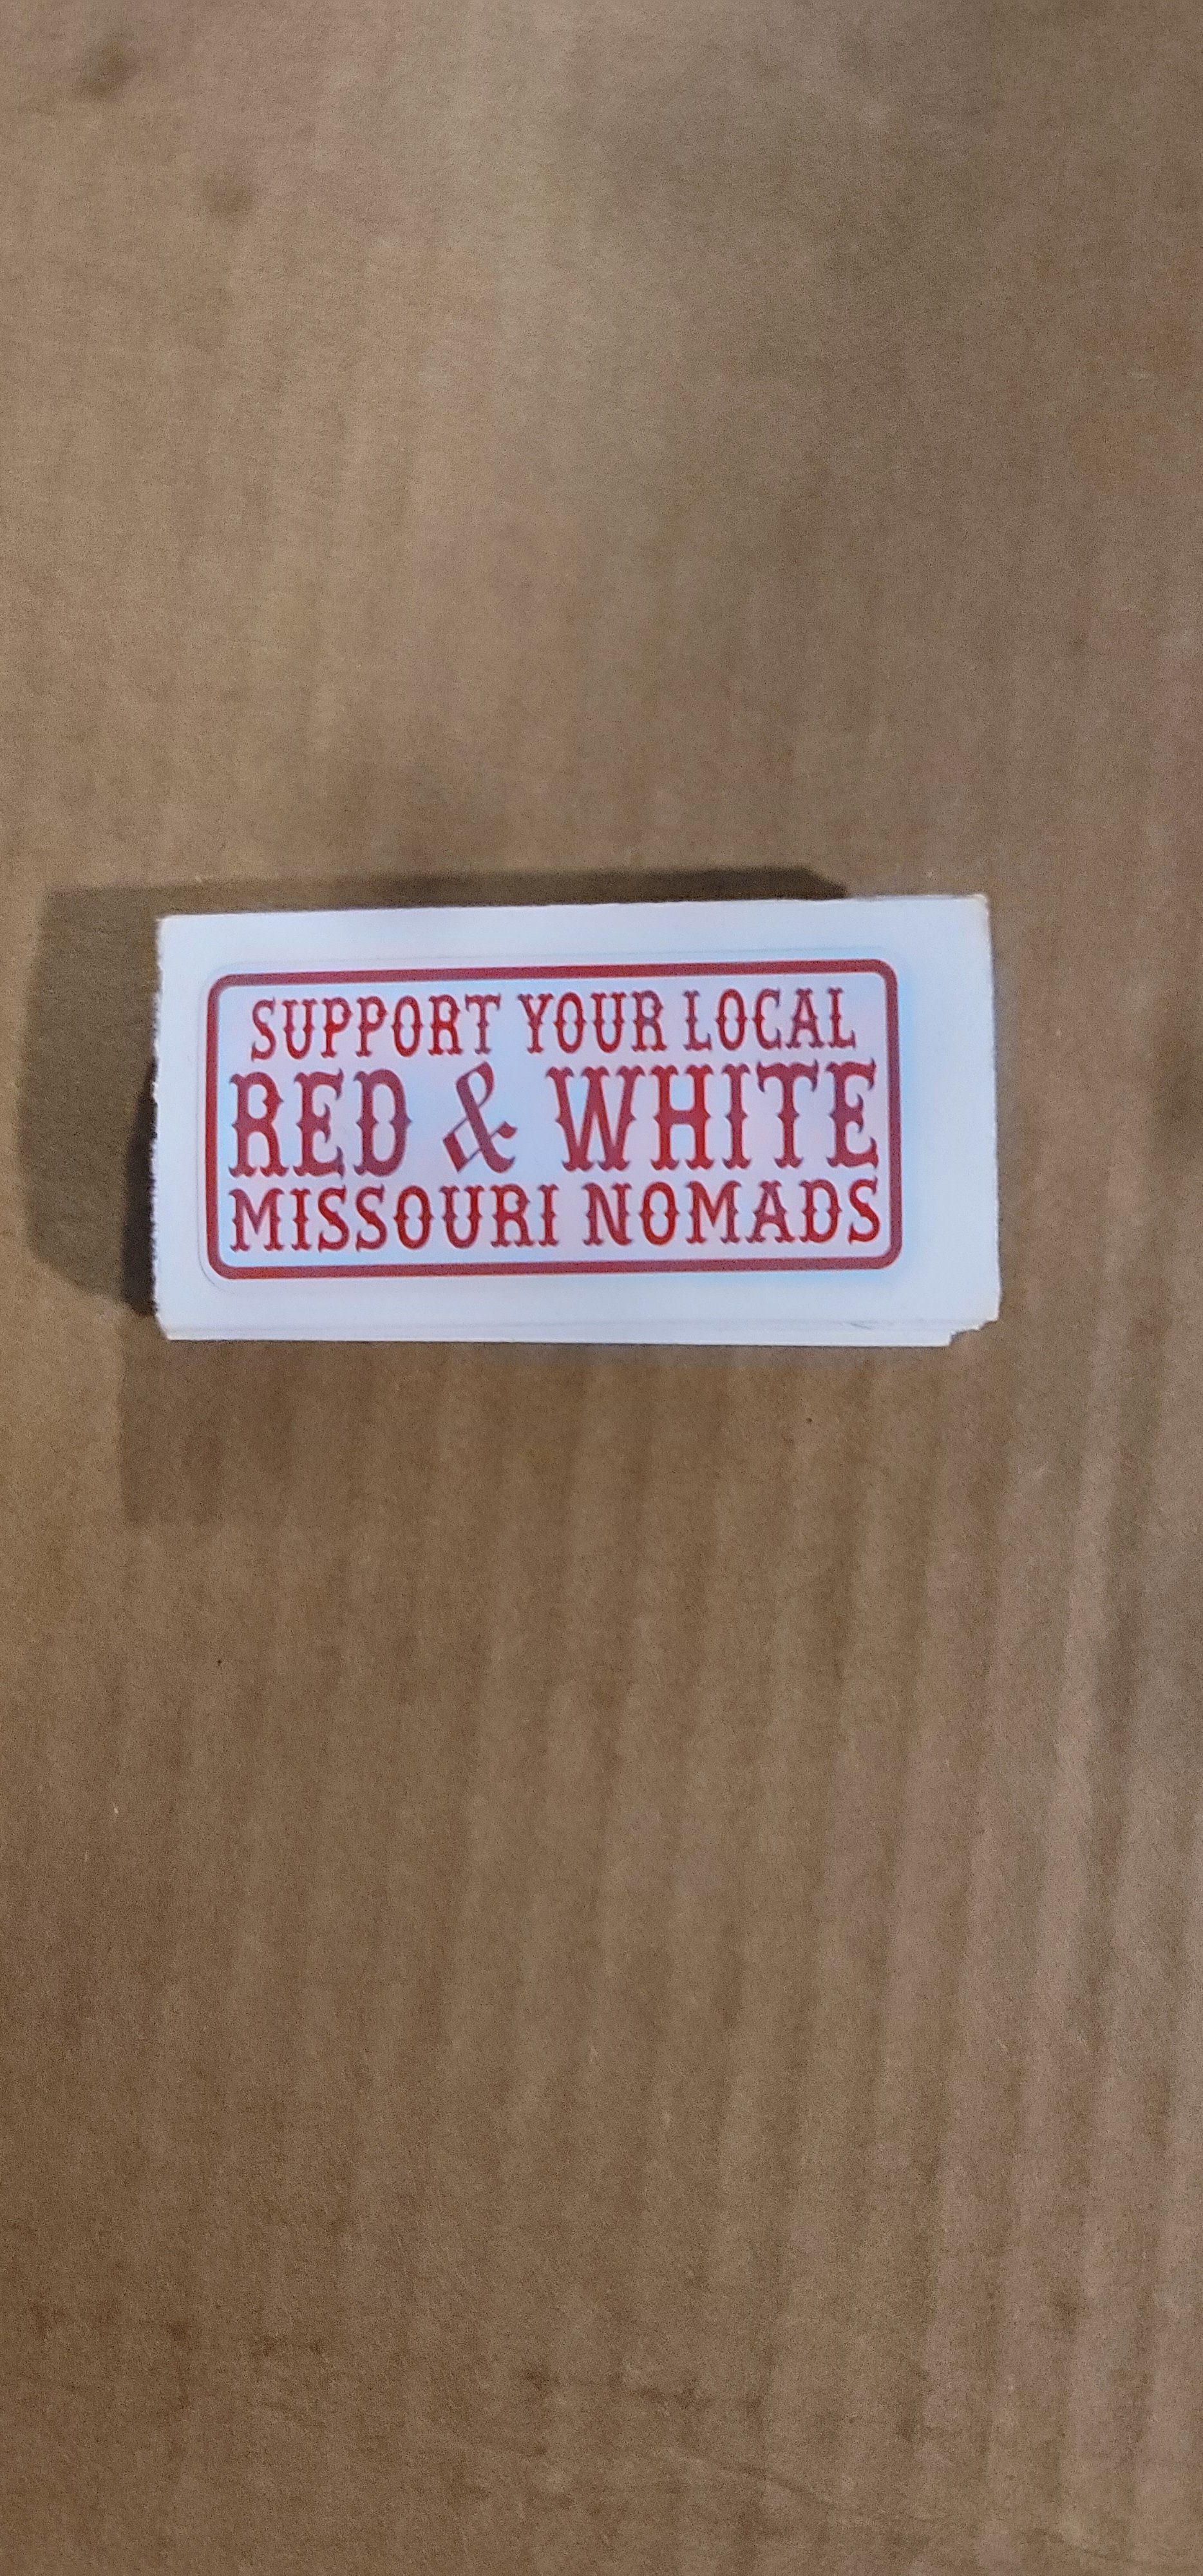 SUPPORT YOUR LOCAL
RED & WHITE
MISSOURI NOMADS